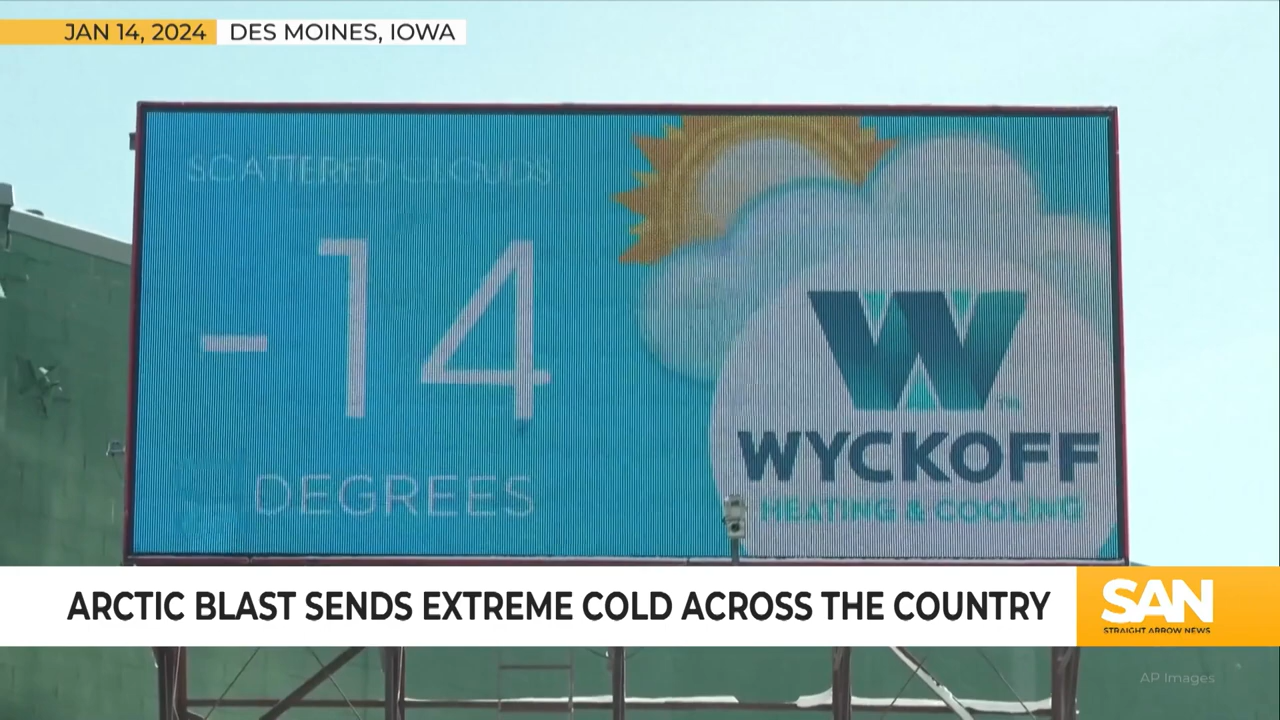 JAN 14, 2024 DES MOINES, IOWA
SCATTERED CLOUDS
-14
DEGREES
W
TM
WYCKOFF
HEATING & COOLING
ARCTIC BLAST SENDS EXTREME COLD ACROSS THE COUNTRY
SAN
STRAIGHT ARROW NEWS
AP Images